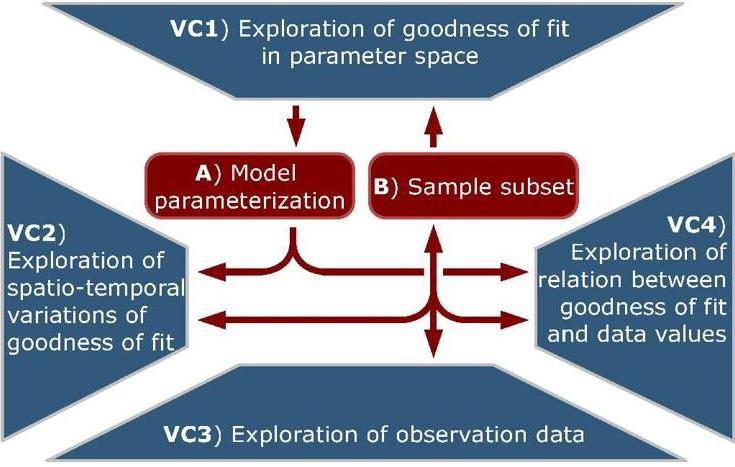 VC1) Exploration of goodness of fit
in parameter space
A) Model
parameterization
B) Sample subset
VC2)
Exploration of
spatio-temporal
variations of
goodness of fit
VC4)
Exploration of
relation between
goodness of fit
and data values
VC3) Exploration of observation data